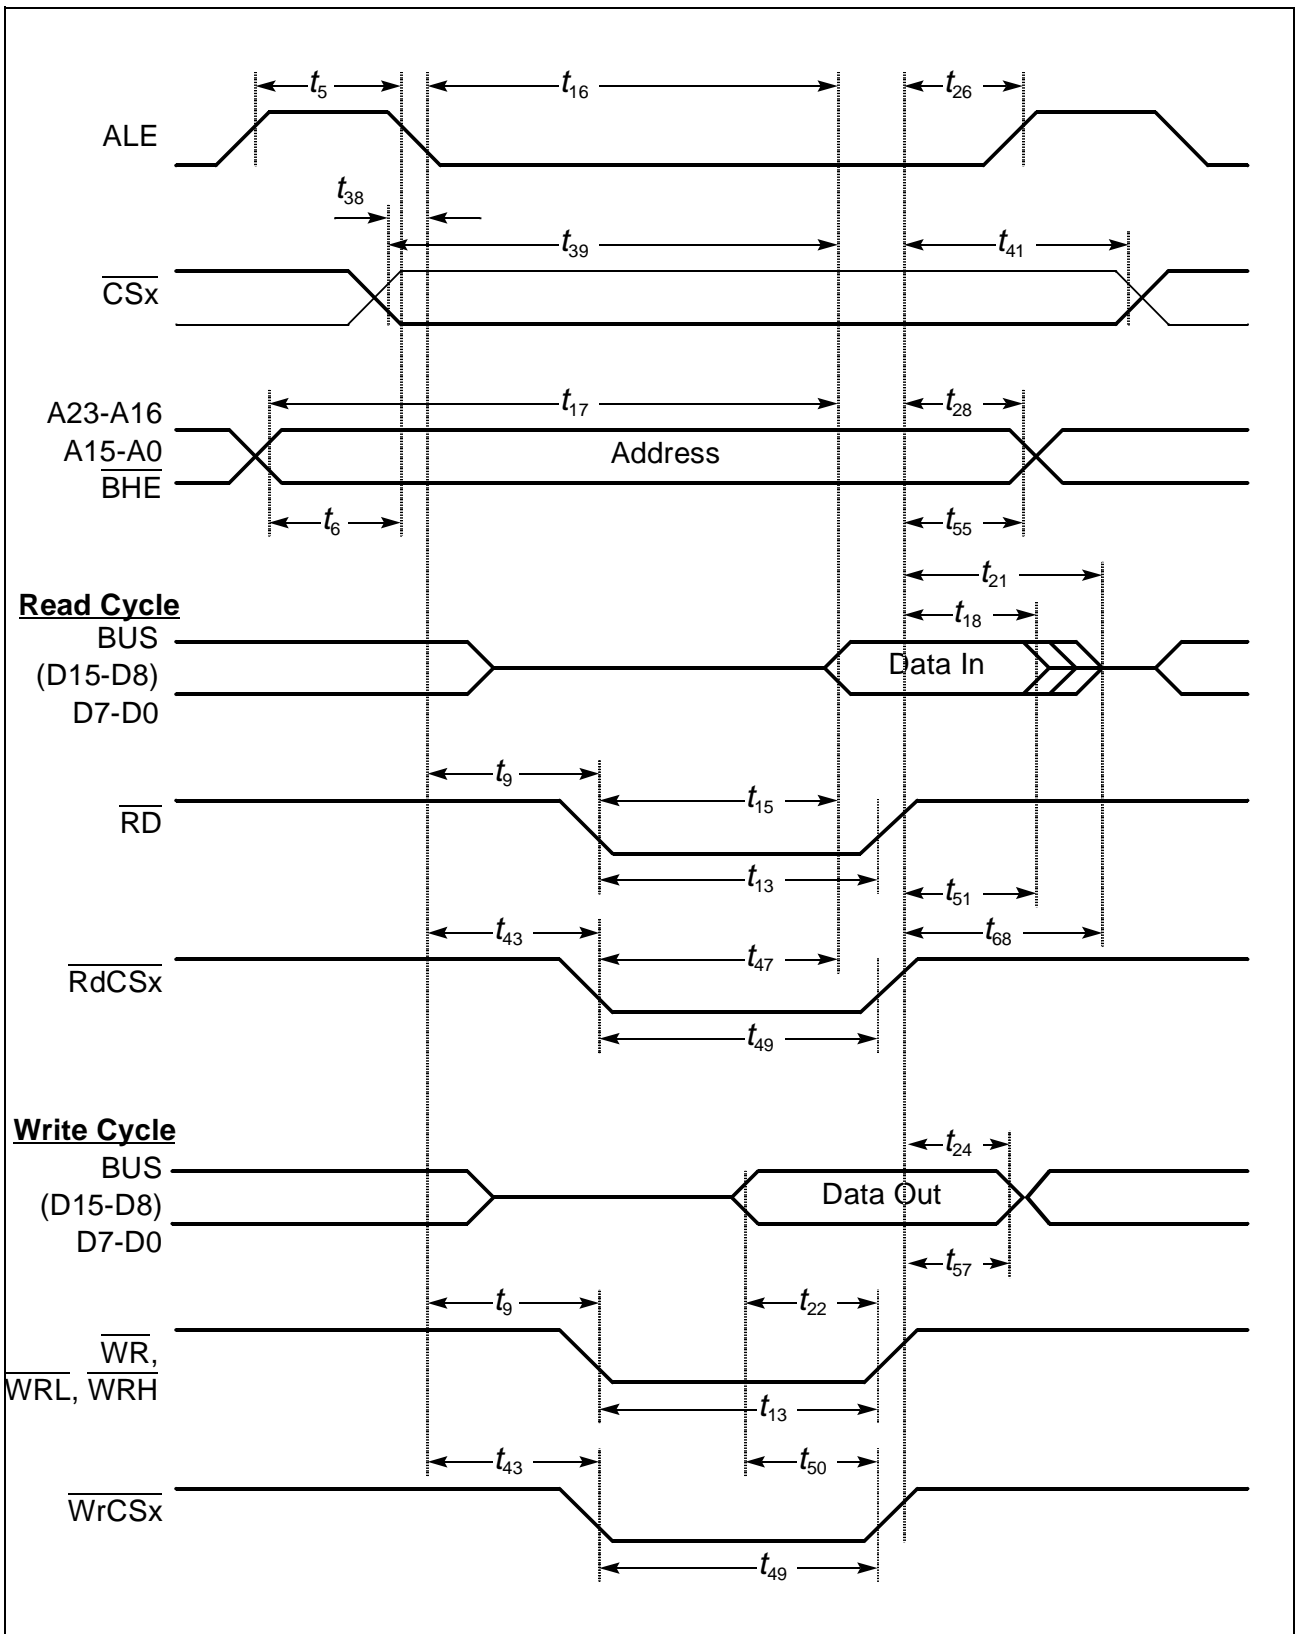 t5 t16 t26
ALE
t38
t39 t41
CSx
t17 t28
A23-A16
A15-A0
BHE
Address
t6 t55
t21
Read Cycle
t18
BUS
(D15-D8)
D7-D0
Data In
t9
t15
RD
t13
t51
t43 t68
t47
RdCSx
t49
Write Cycle
t24
BUS
(D15-D8)
D7-D0
Data Out
t57
t9 t22
WR,
WRL, WRH
t13
t43 t50
WrCSx
t49